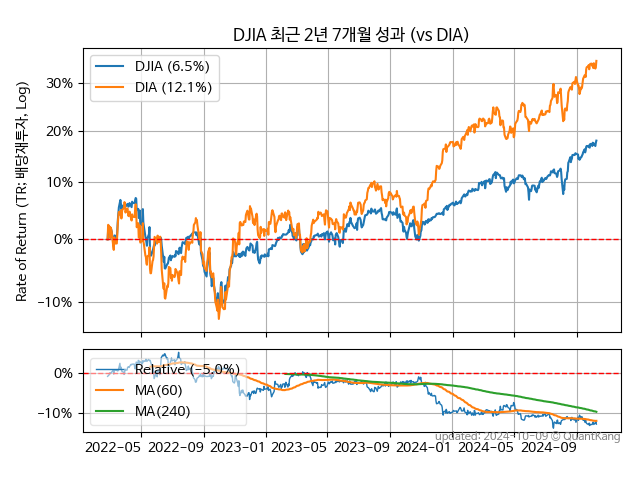 DJIA 최근 2년 7개월 성과 (vs DIA)
Rate of Return (TR: 배당재투자, Log)
DJIA (6.5%)
DIA (12.1%)
30%
20%
10%
0%
−10%
Relative (−5.0%)
MA(60)
MA(240)
0%
−10%
2022−05 2022−09 2023−01 2023−05 2023−09 2024−01 2024−05 2024−09
updated: 2024−10−09 © QuantKang